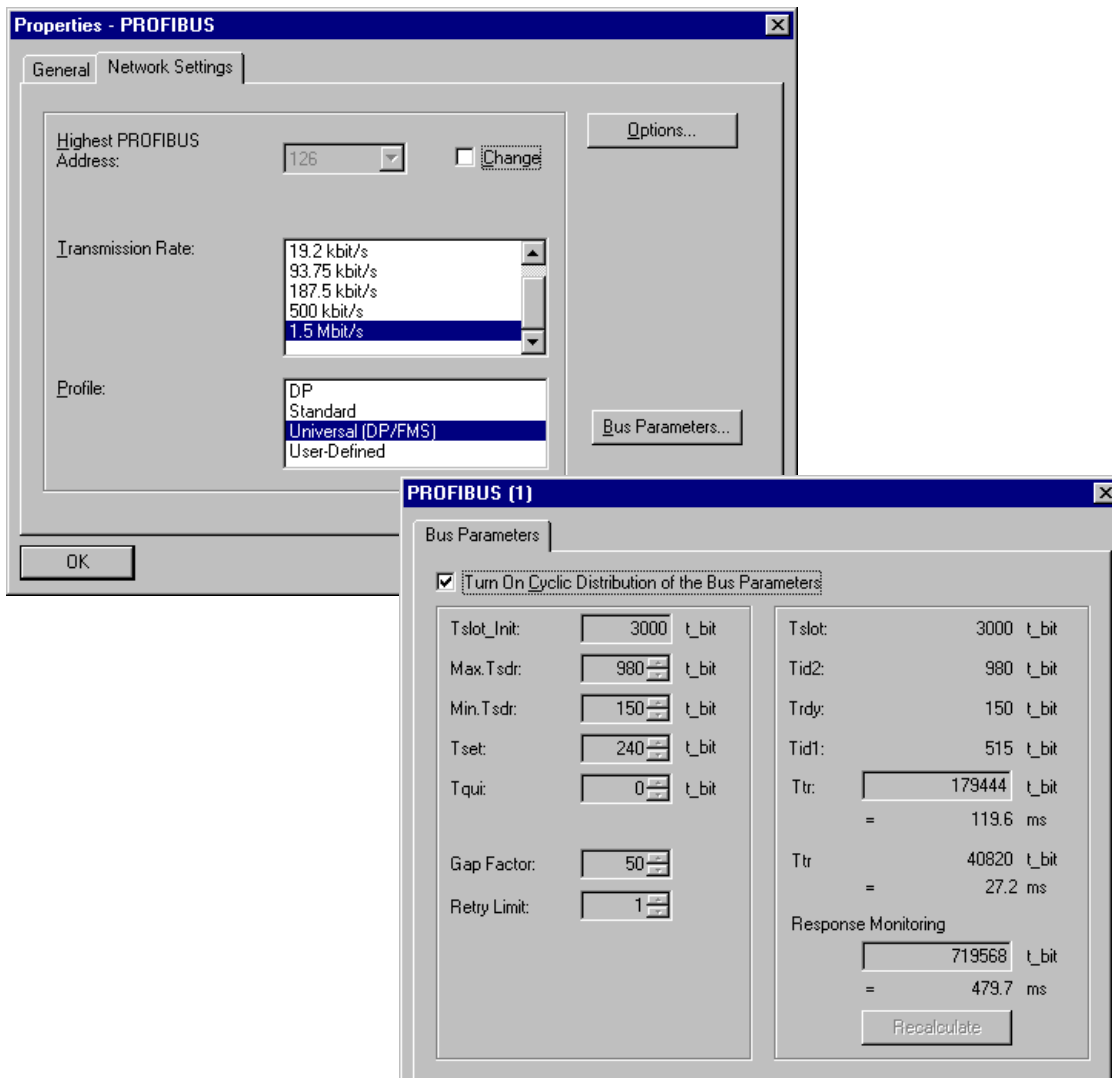 Properties - PROFIBUS
General
Network Settings
Highest PROFIBUS
Address:
126
Change
Options...
Transmission Rate:
19.2 kbit/s
93.75 kbit/s
187.5 kbit/s
500 kbit/s
1.5 Mbit/s
Profile:
DP
Standard
Universal (DP/FMS)
User-Defined
Bus Parameters...
OK
PROFIBUS (1)
Bus Parameters
Turn On Cyclic Distribution of the Bus Parameters
Tslot_Init: 3000 t_bit
Max.Tsdr: 980 t_bit
Min.Tsdr: 150 t_bit
Tset: 240 t_bit
Tqui: 0 t_bit
Gap Factor: 50
Retry Limit: 1
Tslot: 3000 t_bit
Tid2: 980 t_bit
Trdy: 150 t_bit
Tid1: 515 t_bit
Ttr: 179444 t_bit
= 119.6 ms
Ttr 40820 t_bit
= 27.2 ms
Response Monitoring
719568 t_bit
= 479.7 ms
Recalculate